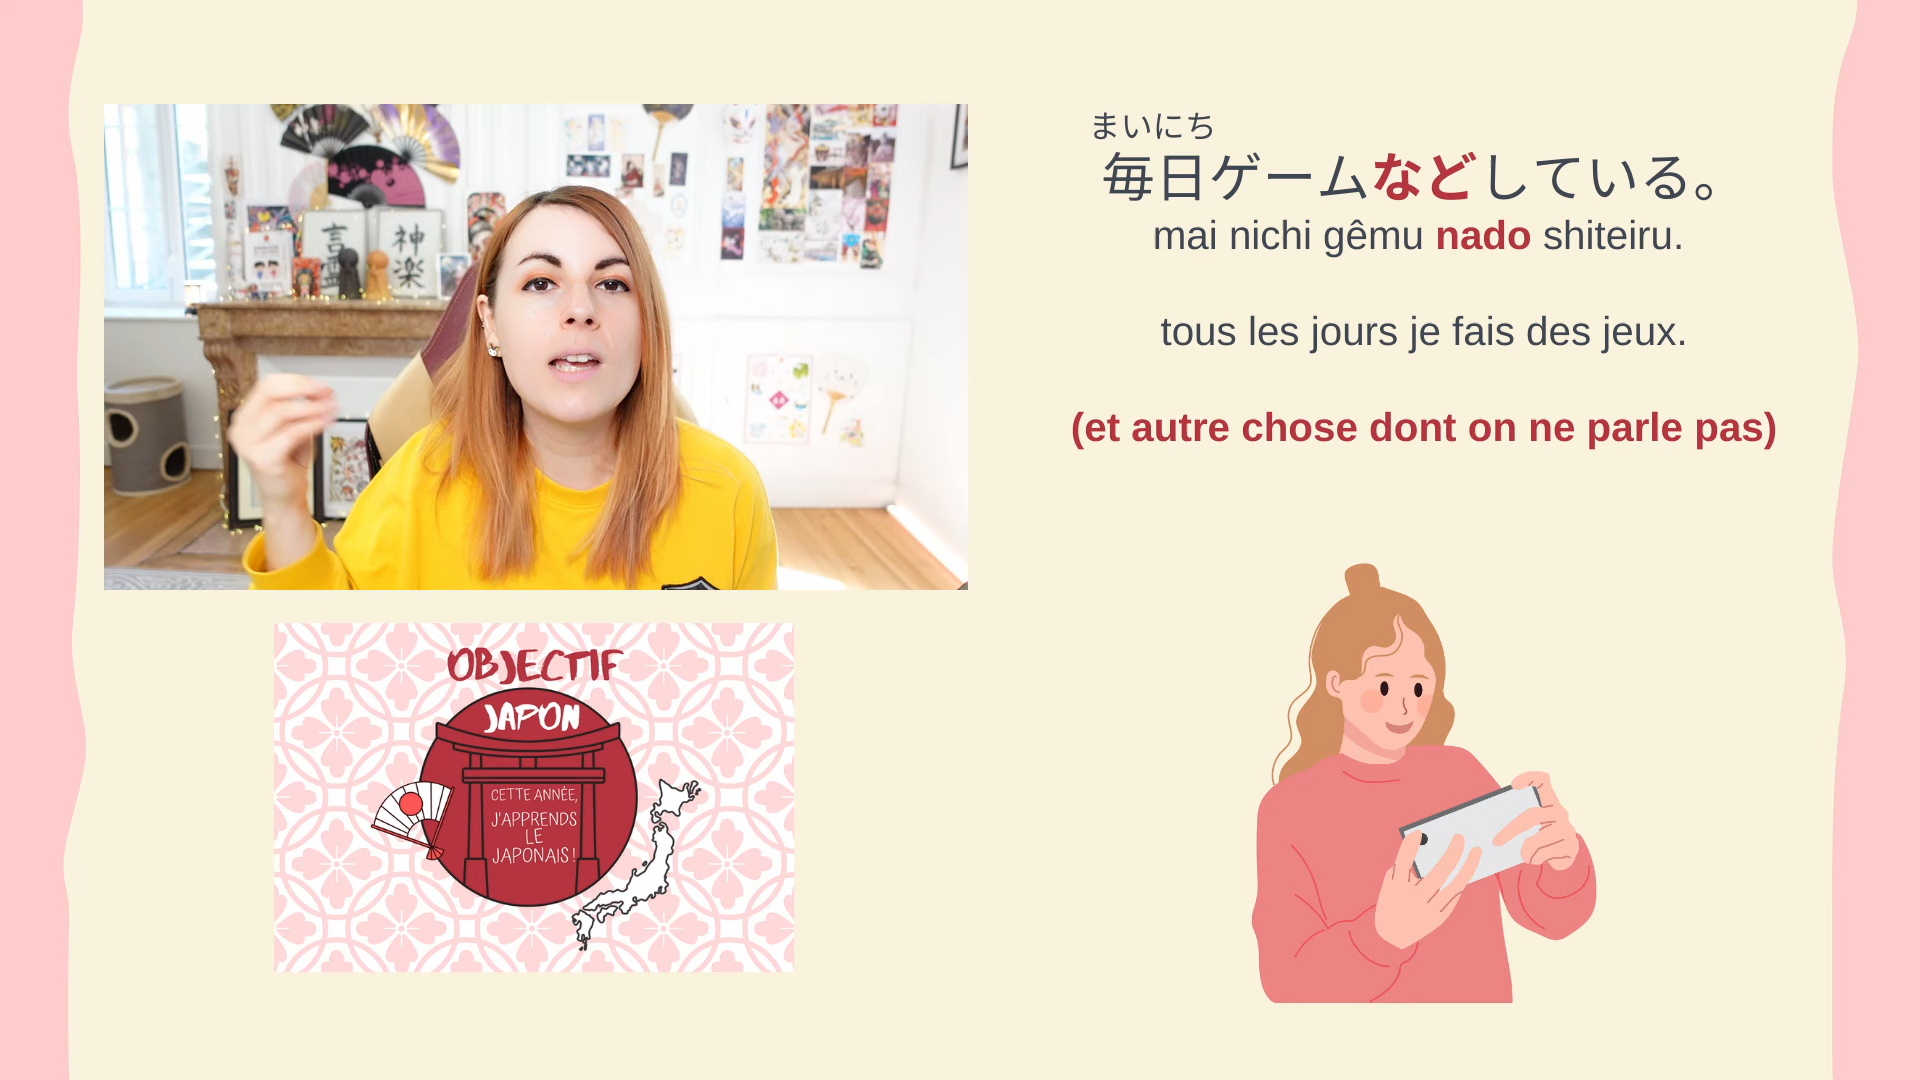 言霊
神楽
まいにち
毎日ゲームなどしている。
mai nichi gêmu nado shiteiru.
tous les jours je fais des jeux.
(et autre chose dont on ne parle pas)
OBJECTIF
JAPON
CETTE ANNÉE,
J'APPRENDS
LE
JAPONAIS !